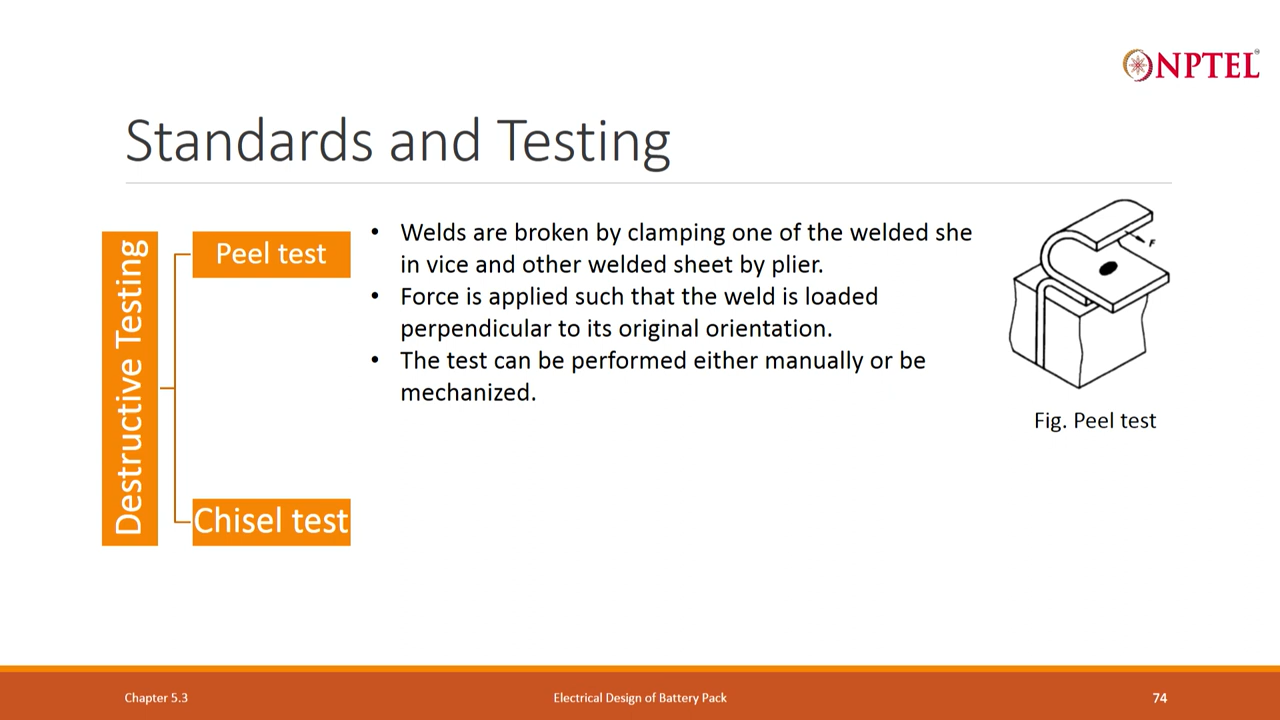 NPTEL
Standards and Testing
Destructive Testing
Peel test
• Welds are broken by clamping one of the welded she
in vice and other welded sheet by plier.
• Force is applied such that the weld is loaded
perpendicular to its original orientation.
• The test can be performed either manually or be
mechanized.
F
Fig. Peel test
Chisel test
Chapter 5.3
Electrical Design of Battery Pack
74